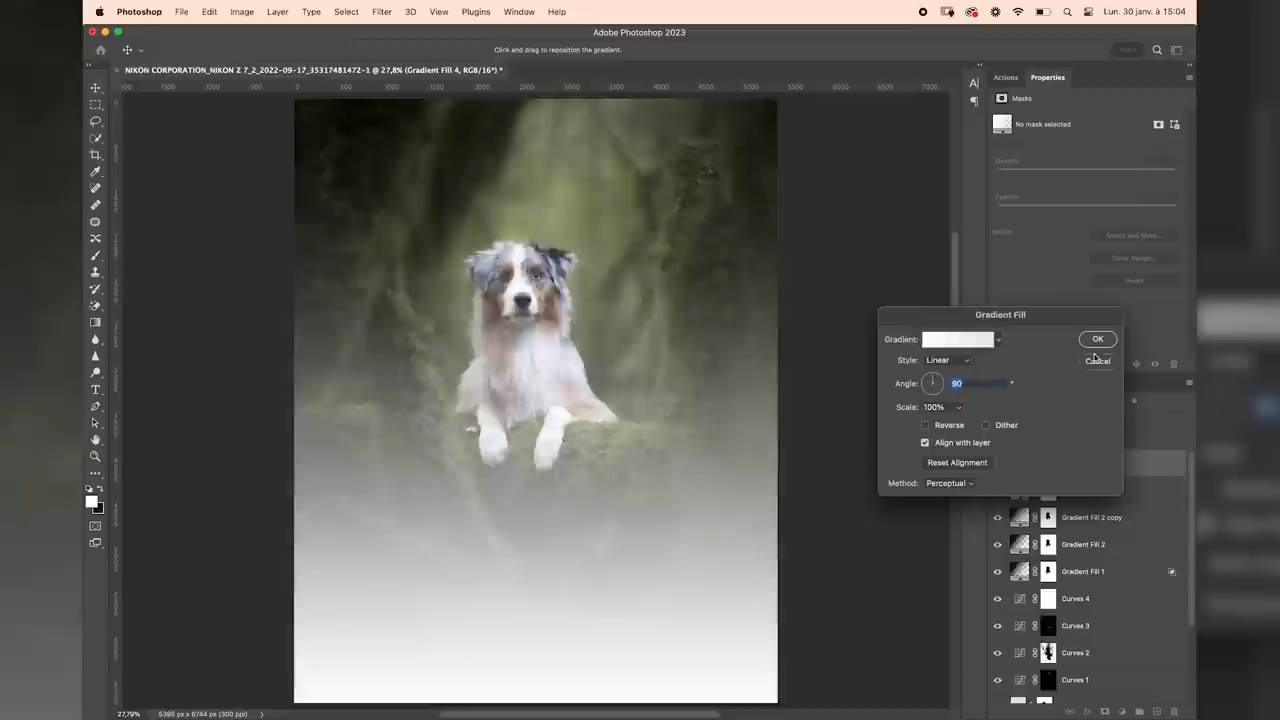 Photoshop File Edit Image Layer Type Select Filter 3D View Plugins Window Help Lun. 30 janv. à 15:04
Adobe Photoshop 2023
Click and drag to reposition the gradient. Share
NIKON CORPORATION_NIKON Z 7_2_2022-09-17_35317481472-1 @ 27,8% (Gradient Fill 4, RGB/16*) *
Actions Properties
Masks
No mask selected
Density:
Feather:
Refine:
Select and Mask...
Color Range...
Invert
Gradient Fill
Gradient: OK
Style: Linear Cancel
Angle: 90 °
Scale: 100%
Reverse Dither
Align with layer
Reset Alignment
Method: Perceptual
Gradient Fill 2 copy
Gradient Fill 2
Gradient Fill 1
Curves 4
Curves 3
Curves 2
Curves 1
27,79% 5395 px x 6744 px (300 ppi)